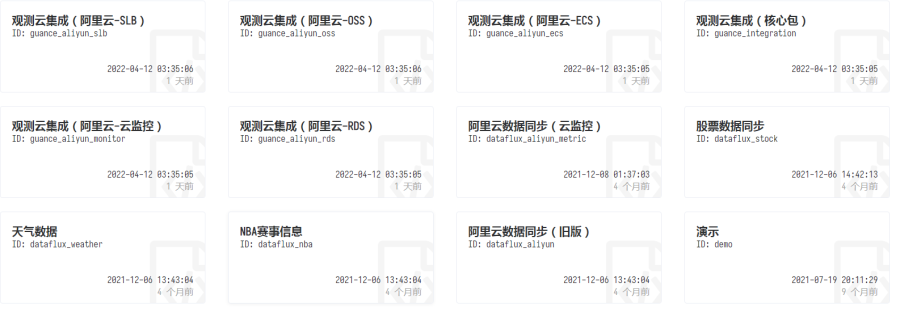 观测云集成（阿里云-SLB）
ID: guance_aliyun_slb
2022-04-12 03:35:06
1 天前
观测云集成（阿里云-OSS）
ID: guance_aliyun_oss
2022-04-12 03:35:06
1 天前
观测云集成（阿里云-ECS）
ID: guance_aliyun_ecs
2022-04-12 03:35:05
1 天前
观测云集成（核心包）
ID: guance_integration
2022-04-12 03:35:05
1 天前
观测云集成（阿里云-云监控）
ID: guance_aliyun_monitor
2022-04-12 03:35:05
1 天前
观测云集成（阿里云-RDS）
ID: guance_aliyun_rds
2022-04-12 03:35:05
1 天前
阿里云数据同步（云监控）
ID: dataflux_aliyun_metric
2021-12-08 01:37:03
4 个月前
股票数据同步
ID: dataflux_stock
2021-12-06 14:42:13
4 个月前
天气数据
ID: dataflux_weather
2021-12-06 13:43:04
4 个月前
NBA赛事信息
ID: dataflux_nba
2021-12-06 13:43:04
4 个月前
阿里云数据同步（旧版）
ID: dataflux_aliyun
2021-12-06 13:43:04
4 个月前
演示
ID: demo
2021-07-19 20:11:29
9 个月前